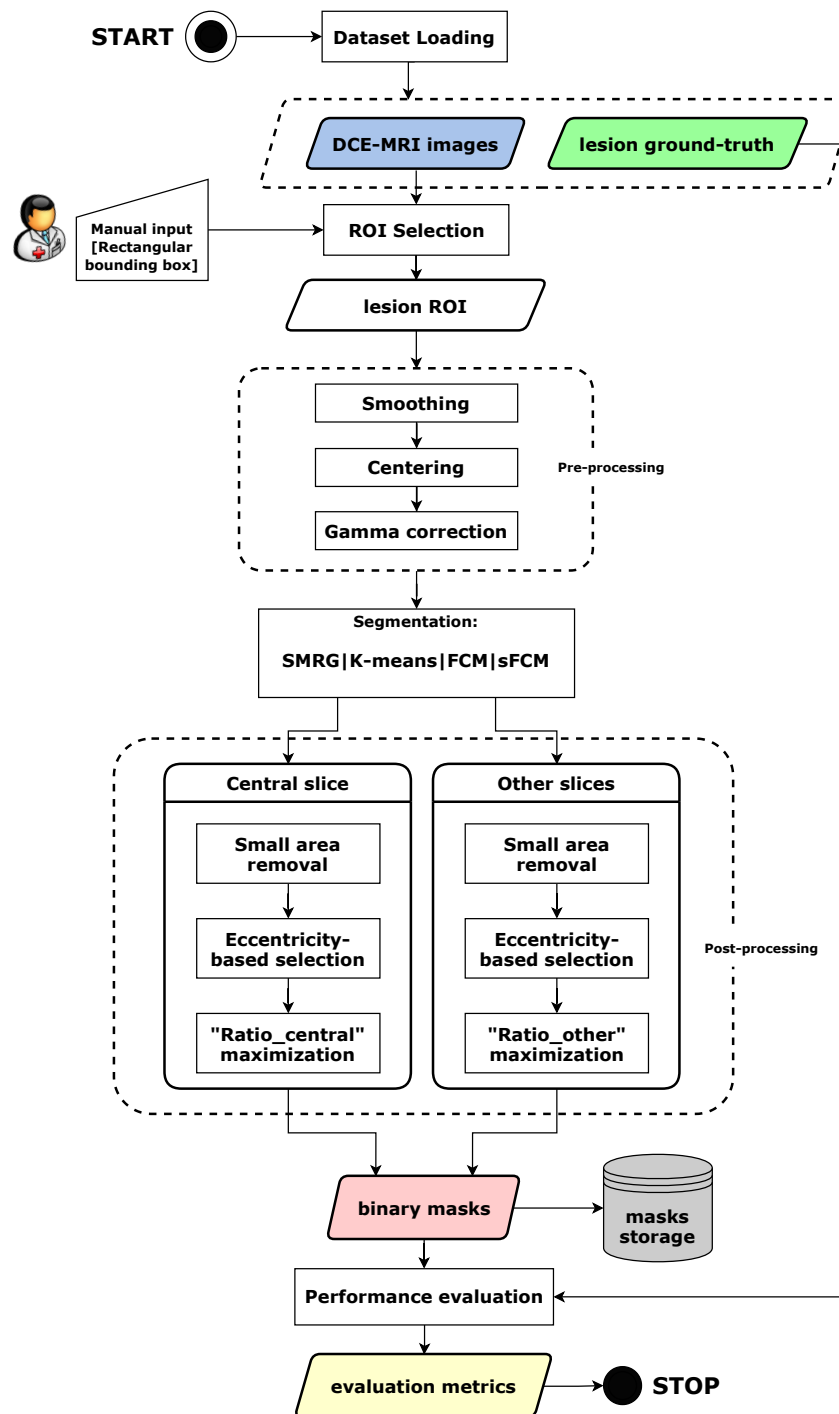 START
Dataset Loading
DCE-MRI images
lesion ground-truth
Manual input
[Rectangular
bounding box]
ROI Selection
lesion ROI
Smoothing
Centering
Pre-processing
Gamma correction
Segmentation:
SMRG|K-means|FCM|sFCM
Central slice
Small area
removal
Eccentricity-
based selection
"Ratio_central"
maximization
Other slices
Small area
removal
Eccentricity-
based selection
"Ratio_other"
maximization
Post-processing
binary masks
masks
storage
Performance evaluation
evaluation metrics
STOP